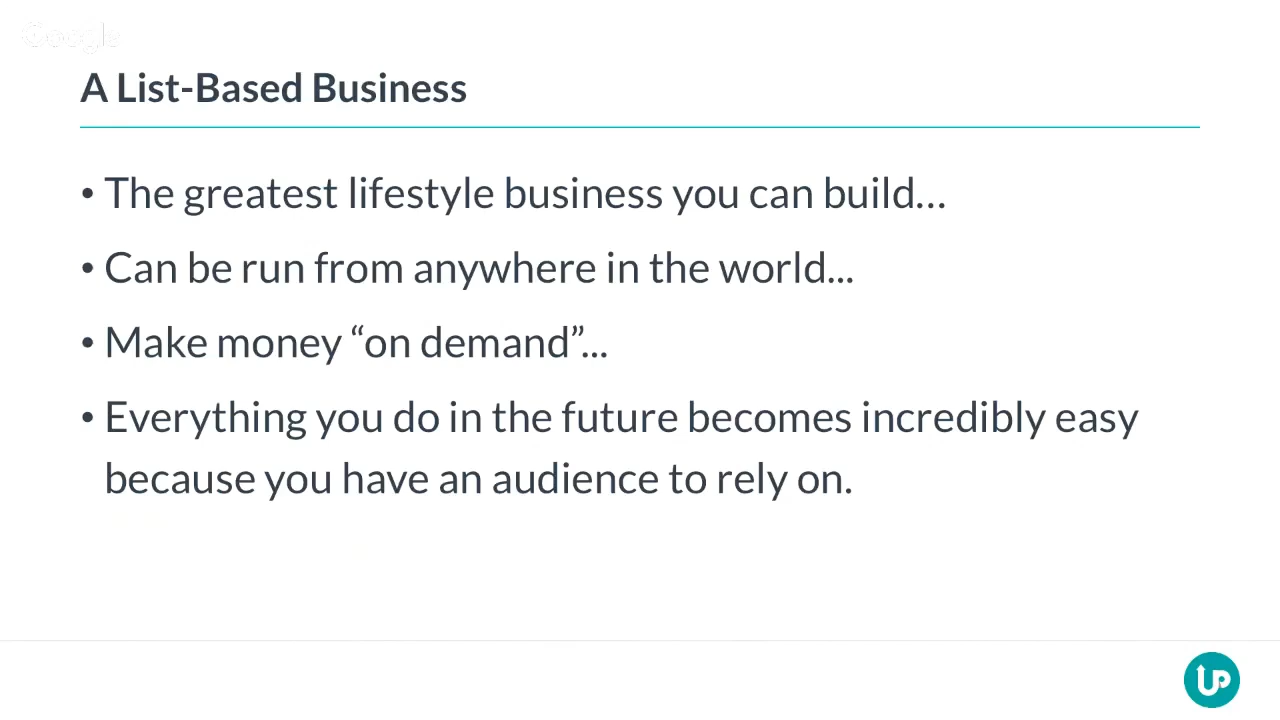 Google
A List-Based Business
• The greatest lifestyle business you can build...
• Can be run from anywhere in the world...
• Make money “on demand”...
• Everything you do in the future becomes incredibly easy
because you have an audience to rely on.
UP